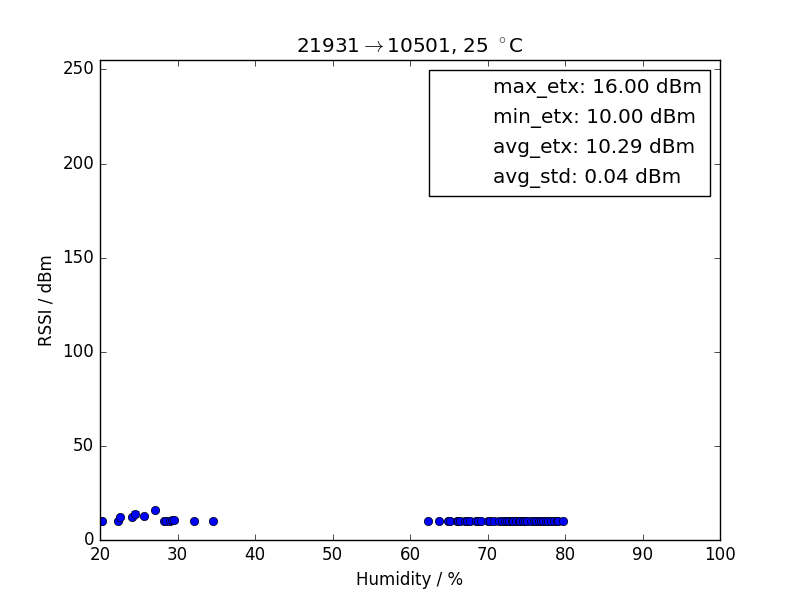 21931→10501, 25 °C
max_etx: 16.00 dBm
min_etx: 10.00 dBm
avg_etx: 10.29 dBm
avg_std: 0.04 dBm
RSSI / dBm
250
200
150
100
50
0
20 30 40 50 60 70 80 90 100
Humidity / %